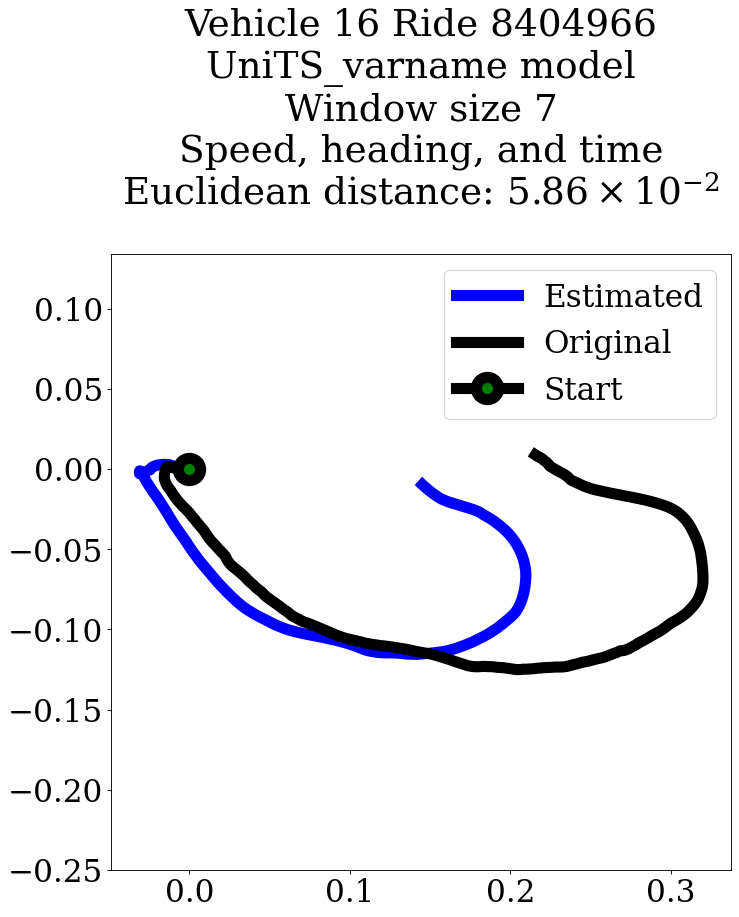 Vehicle 16 Ride 8404966
UniTS_varname model
Window size 7
Speed, heading, and time
Euclidean distance: 5.86 × 10⁻²
Estimated
Original
Start
0.10
0.05
0.00
−0.05
−0.10
−0.15
−0.20
−0.25
0.0 0.1 0.2 0.3